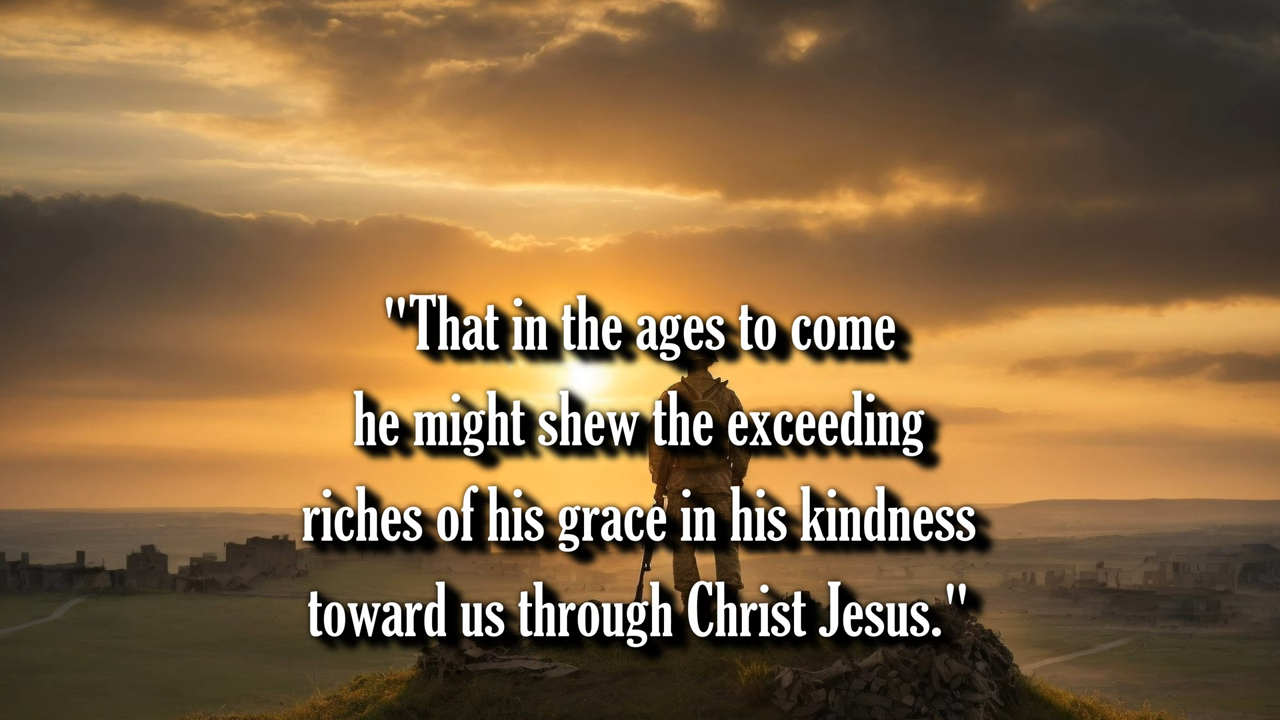 "That in the ages to come
he might shew the exceeding
riches of his grace in his kindness
toward us through Christ Jesus."